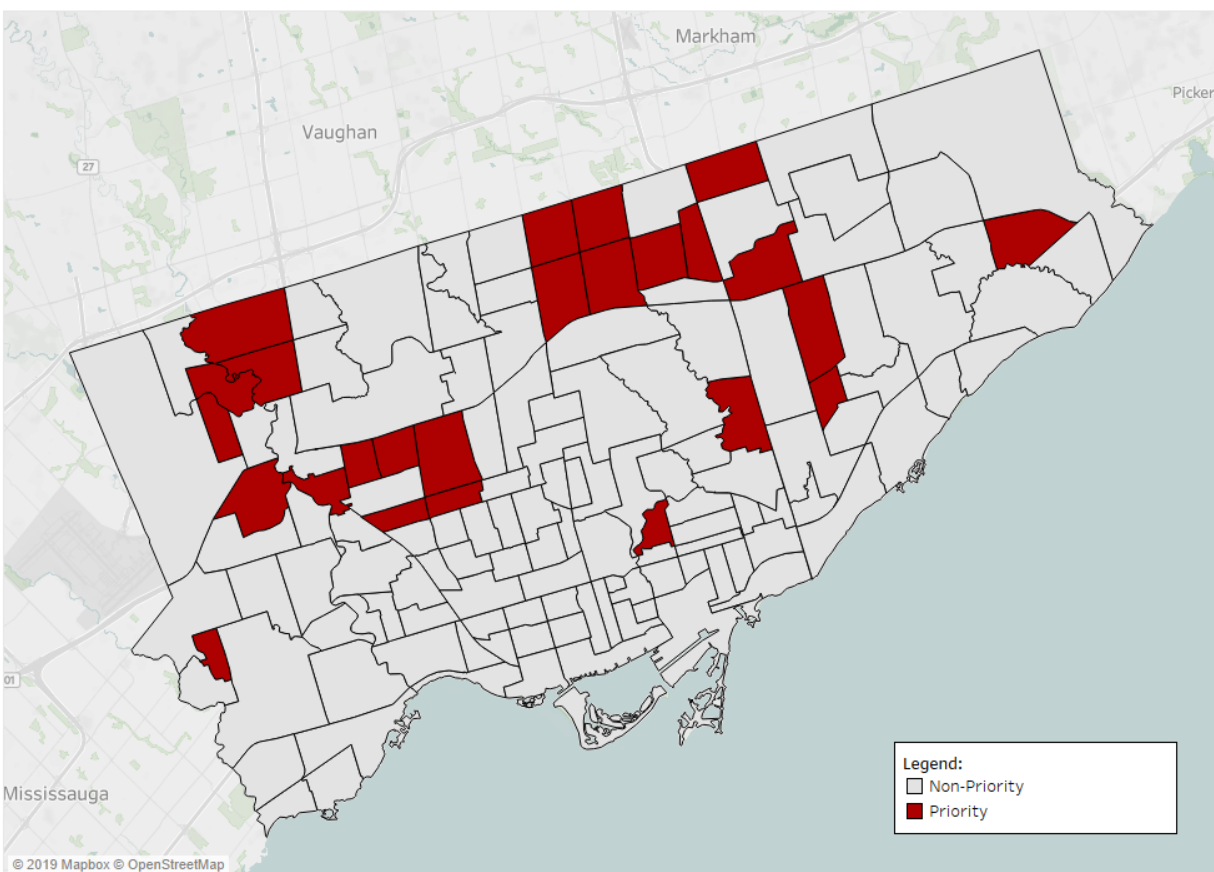 Markham
Picker
Vaughan
27
01
Mississauga
Legend:
Non-Priority
Priority
© 2019 Mapbox © OpenStreetMap